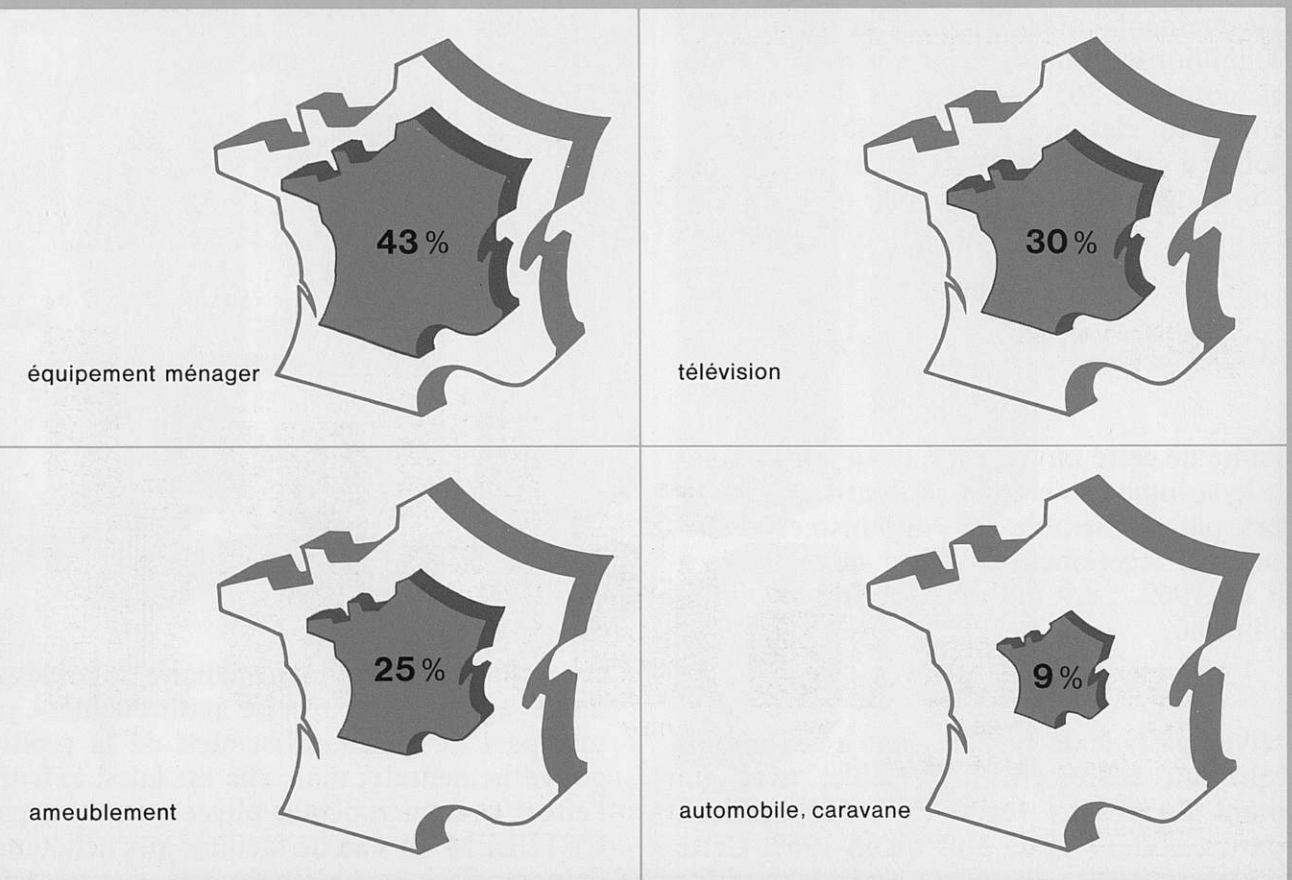 43 %
équipement ménager
30 %
télévision
25 %
ameublement
9 %
automobile, caravane